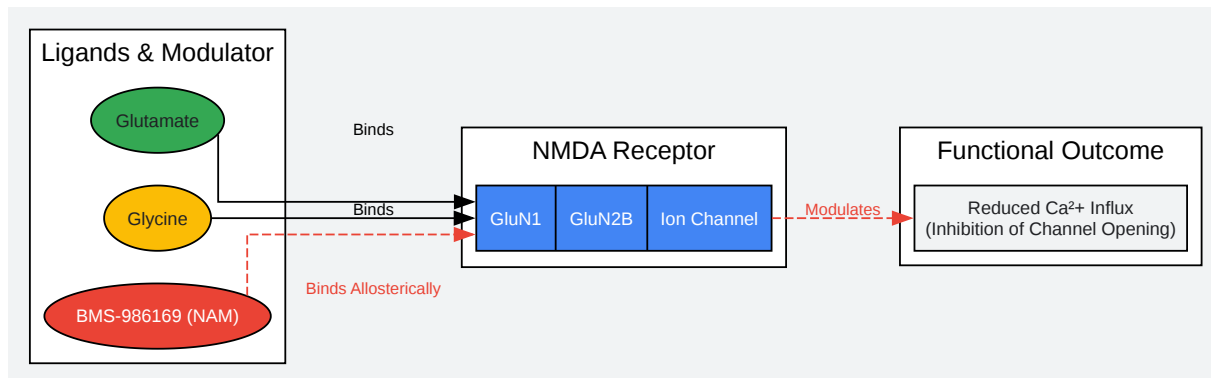 Ligands & Modulator
Glutamate
Glycine
BMS-986169 (NAM)
Binds
Binds
Binds Allosterically
NMDA Receptor
GluN1
GluN2B
Ion Channel
Modulates
Functional Outcome
Reduced Ca²+ Influx
(Inhibition of Channel Opening)